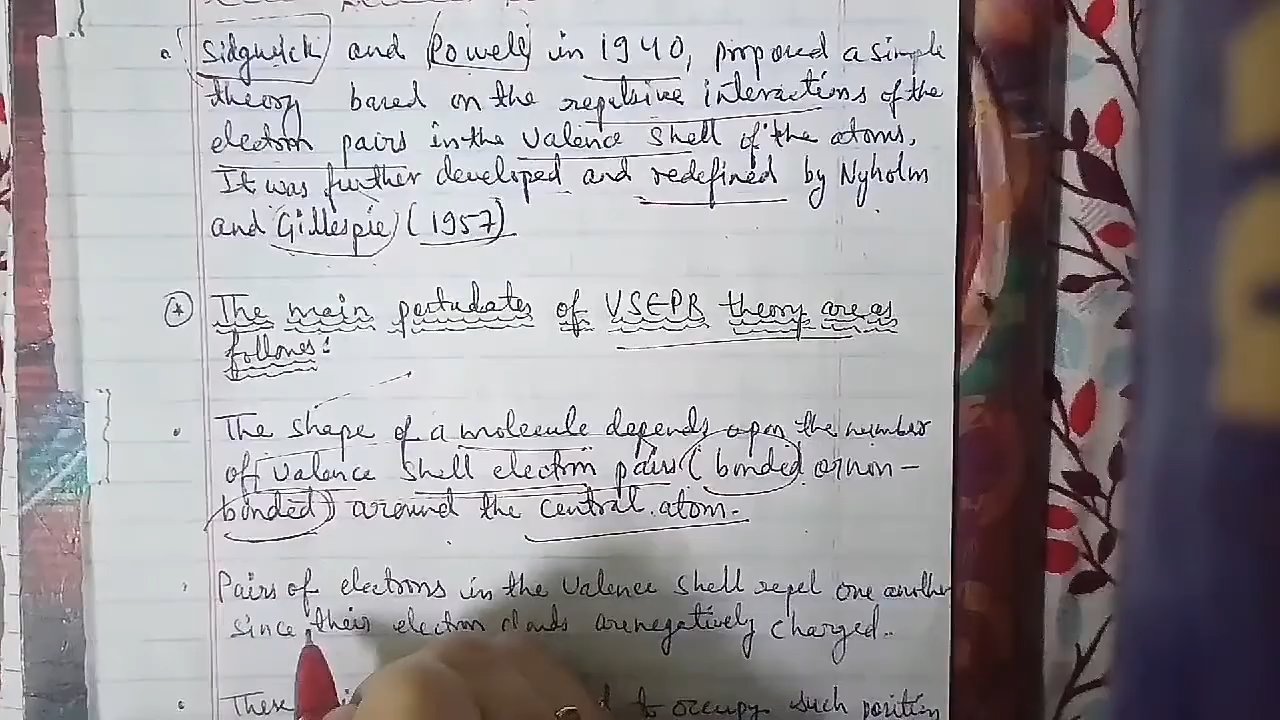 Sidgwick and Powell in 1940, proposed a simple
theory based on the repulsive interactions of the
electron pairs in the valence shell of the atoms.
It was further developed and redefined by Nyholm
and Gillespie (1957).
The main postudates of VSEPR theory are as
follows:
The shape of a molecule depends upon the number
of valance shell electron pairs (bonded or non-
bonded) around the central atom.
Pairs of electrons in the valence shell repel one another
since their electron clouds are negatively charged.
These to occupy such position